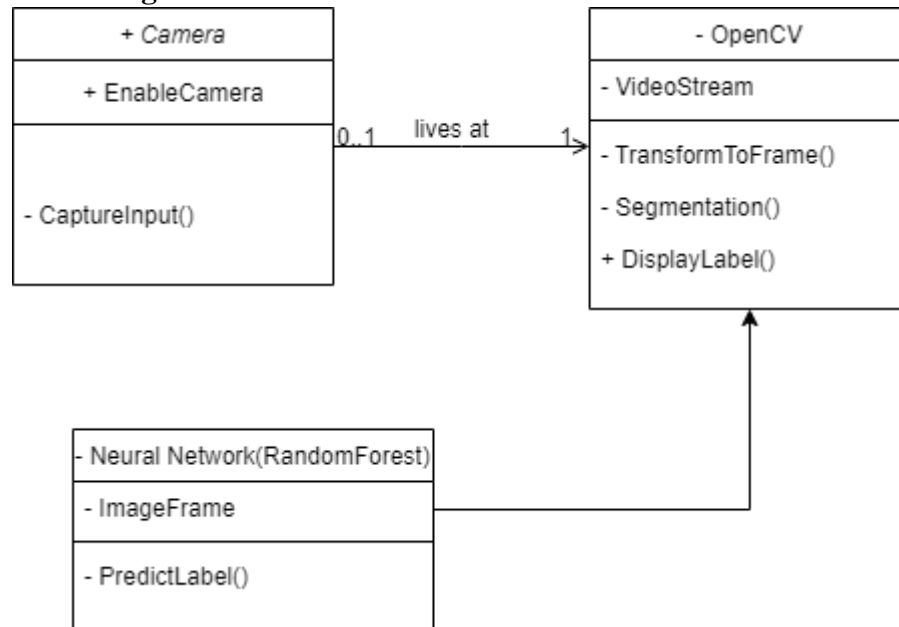 + Camera
+ EnableCamera
- CaptureInput()
0..1
lives at
1
- OpenCV
- VideoStream
- TransformToFrame()
- Segmentation()
+ DisplayLabel()
- Neural Network(RandomForest)
- ImageFrame
- PredictLabel()